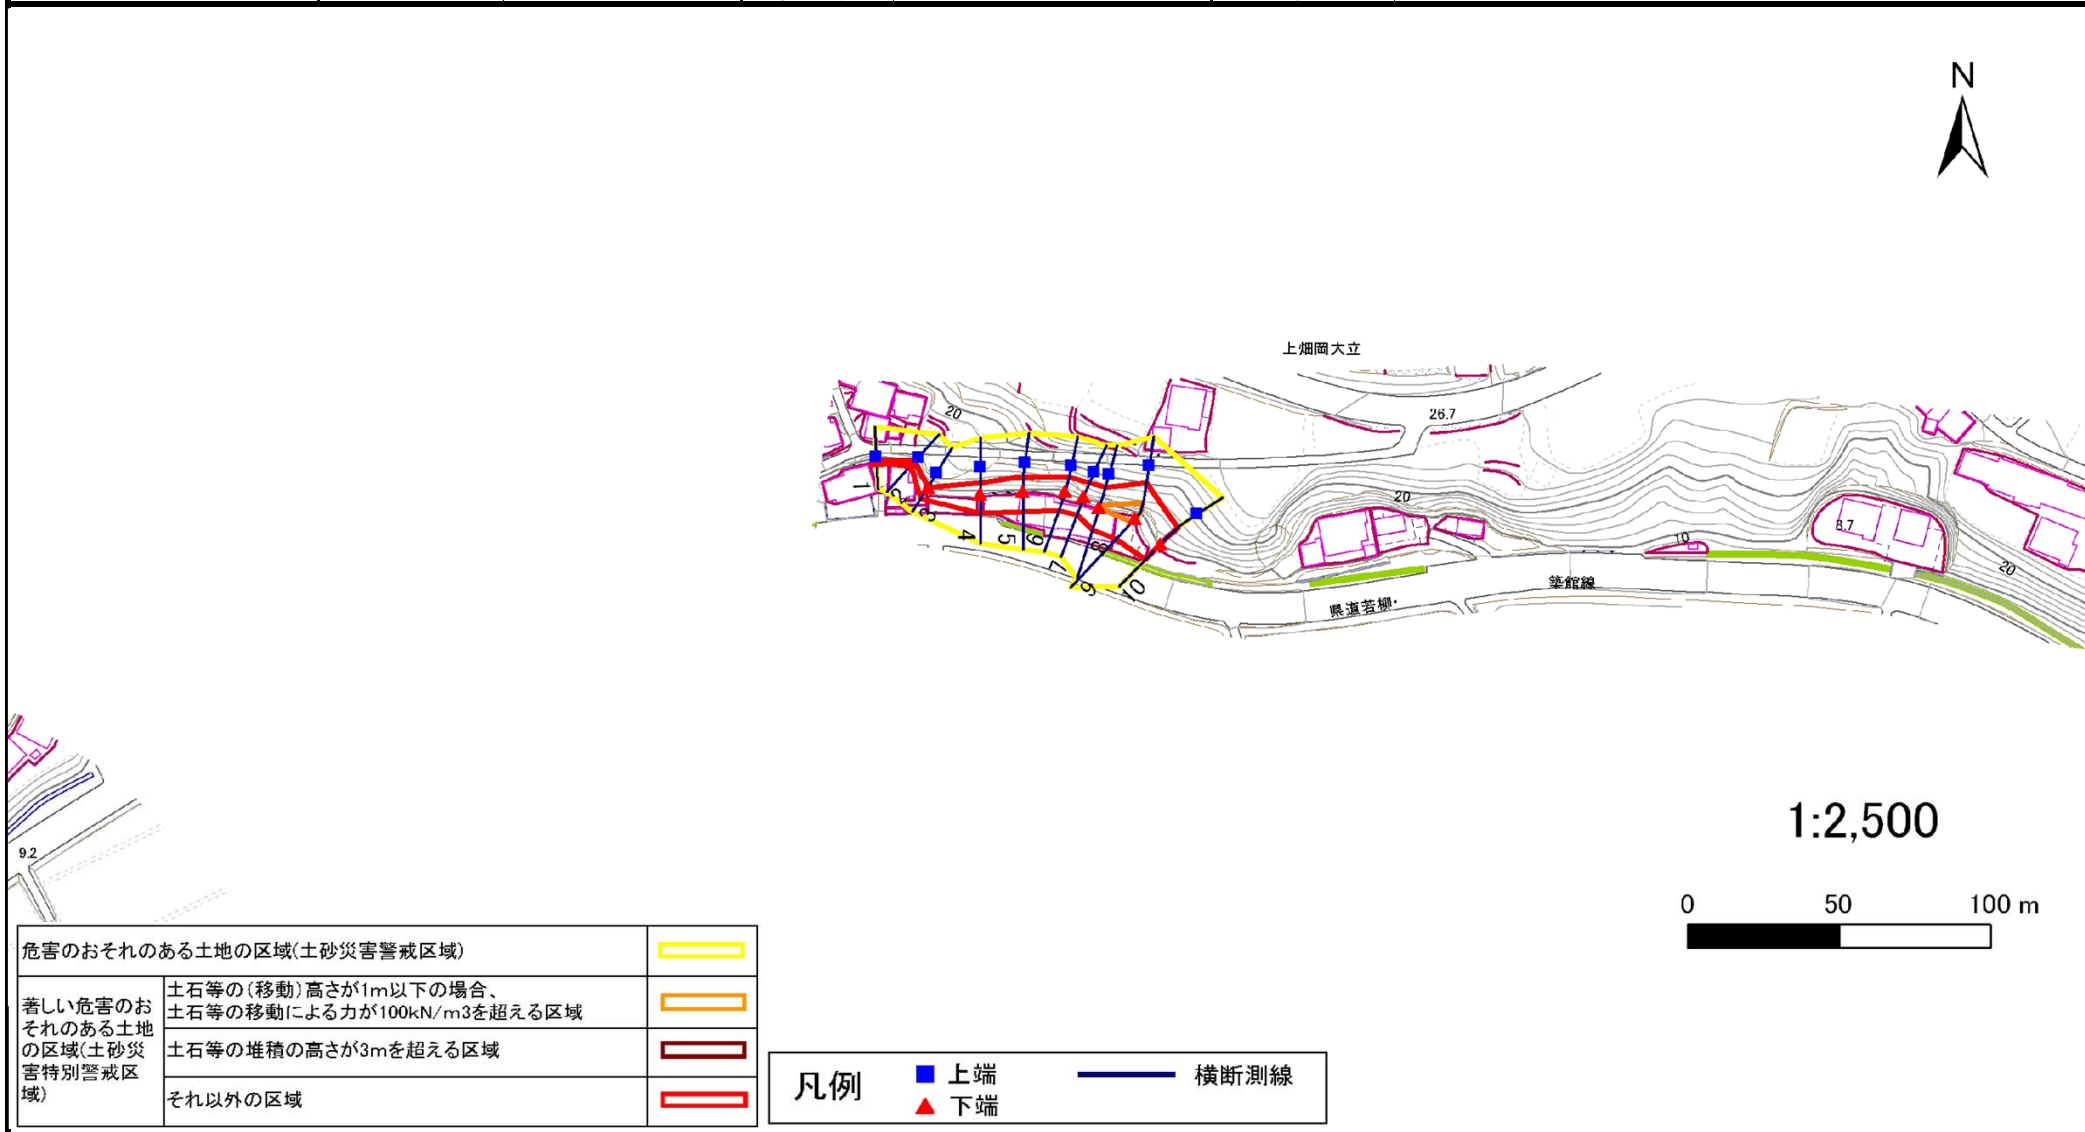 N
上畑岡大立
26.7
20
20
8.7
10
20
1
2
3
4
5
6
7
8
9
10
県道若柳・
築館線
9.2
1:2,500
0 50 100 m
危害のおそれのある土地の区域(土砂災害警戒区域)
著しい危害のお
それのある土地
の区域(土砂災
害特別警戒区
域)
土石等の(移動)高さが1m以下の場合、
土石等の移動による力が100kN/m3を超える区域
土石等の堆積の高さが3mを超える区域
それ以外の区域
凡例
上端
下端
横断測線